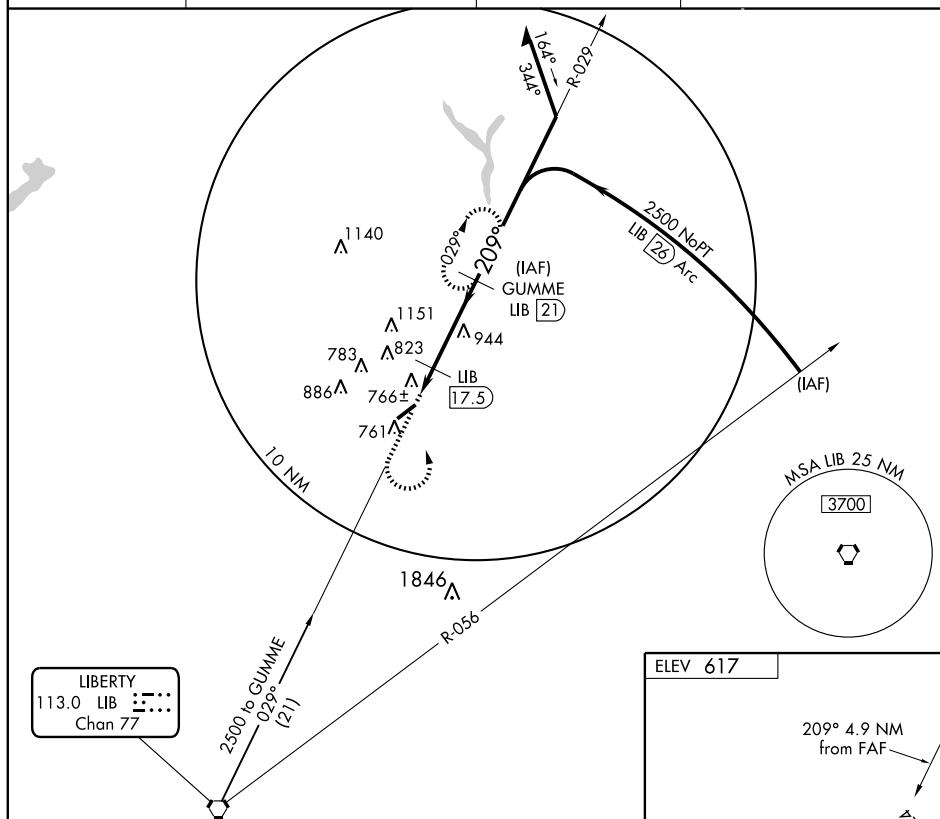 164°
344°
R-029
2500 NoPT
LIB 26 Arc
1140
029°
209°
(IAF)
GUMME
LIB 21
1151
944
823
783
LIB
17.5
886
766±
761
(IAF)
10 NM
MSA LIB 25 NM
3700
1846
R-056
2500 to GUMME
029°
(21)
LIBERTY
113.0 LIB
Chan 77
ELEV 617
209° 4.9 NM
from FAF